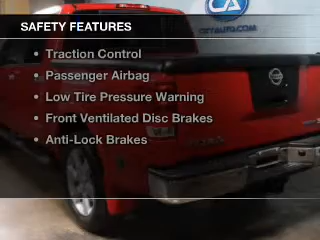 SAFETY FEATURES
• Traction Control
• Passenger Airbag
• Low Tire Pressure Warning
• Front Ventilated Disc Brakes
• Anti-Lock Brakes